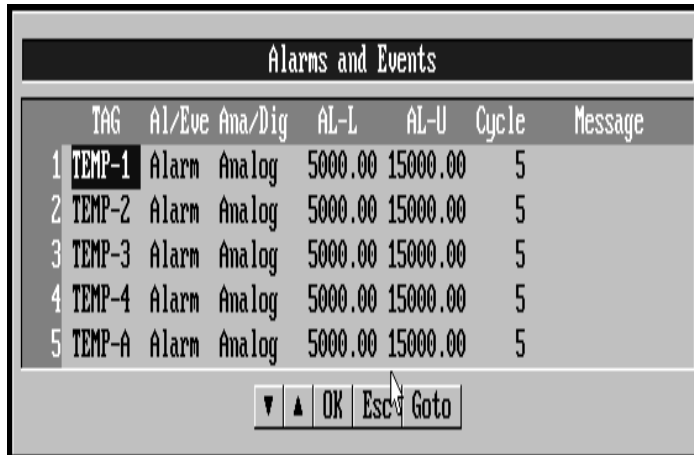 Alarms and Events
TAG Al/Eve Ana/Dig AL-L AL-U Cycle Message
1 TEMP-1 Alarm Analog 5000.00 15000.00 5
2 TEMP-2 Alarm Analog 5000.00 15000.00 5
3 TEMP-3 Alarm Analog 5000.00 15000.00 5
4 TEMP-4 Alarm Analog 5000.00 15000.00 5
5 TEMP-A Alarm Analog 5000.00 15000.00 5
▼ ▲ OK Esc Goto